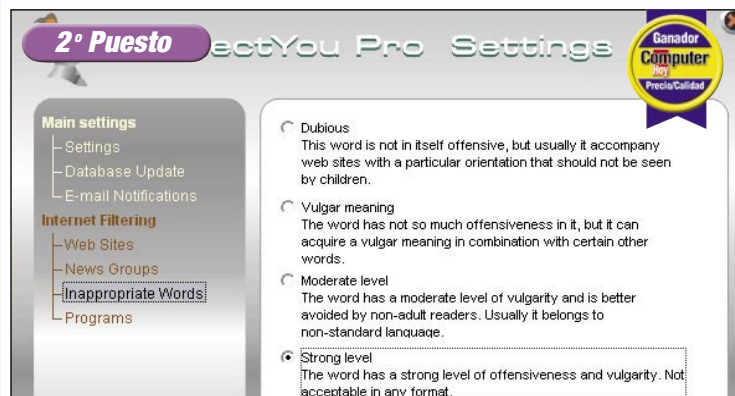 2º Puesto
ectYou Pro Settings
Ganador
Computer
Hoy
Precio/Calidad
Main settings
Settings
Database Update
E-mail Notifications
Internet Filtering
Web Sites
News Groups
Inappropriate Words
Programs
Dubious
This word is not in itself offensive, but usually it accompany
web sites with a particular orientation that should not be seen
by children.
Vulgar meaning
The word has not so much offensiveness in it, but it can
acquire a vulgar meaning in combination with certain other
words.
Moderate level
The word has a moderate level of vulgarity and is better
avoided by non-adult readers. Usually it belongs to
non-standard language.
Strong level
The word has a strong level of offensiveness and vulgarity. Not
acceptable in any format.